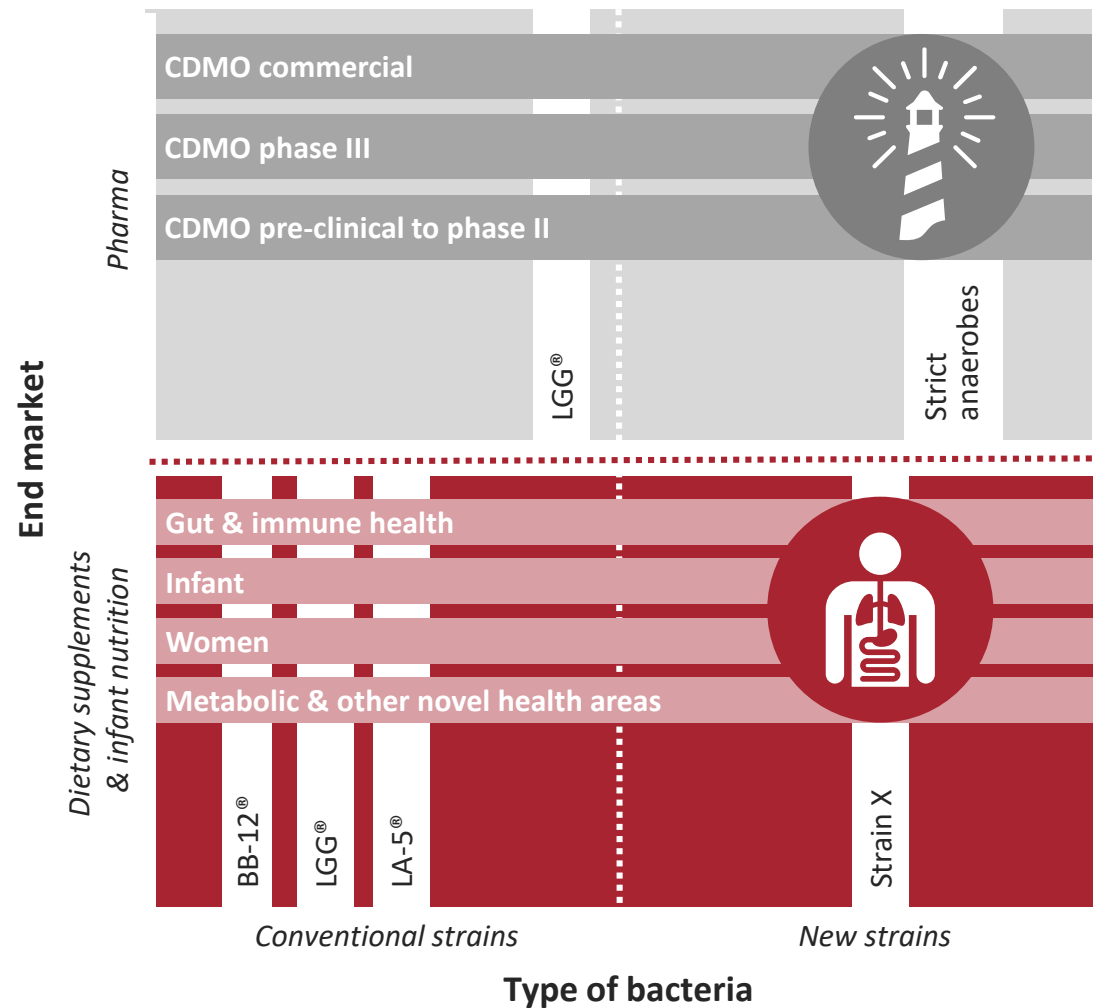 End market
Pharma
CDMO commercial
CDMO phase III
CDMO pre-clinical to phase II
LGG®
Strict
anaerobes
Dietary supplements
& infant nutrition
Gut & immune health
Infant
Women
Metabolic & other novel health areas
BB-12®
LGG®
LA-5®
Strain X
Conventional strains
New strains
Type of bacteria